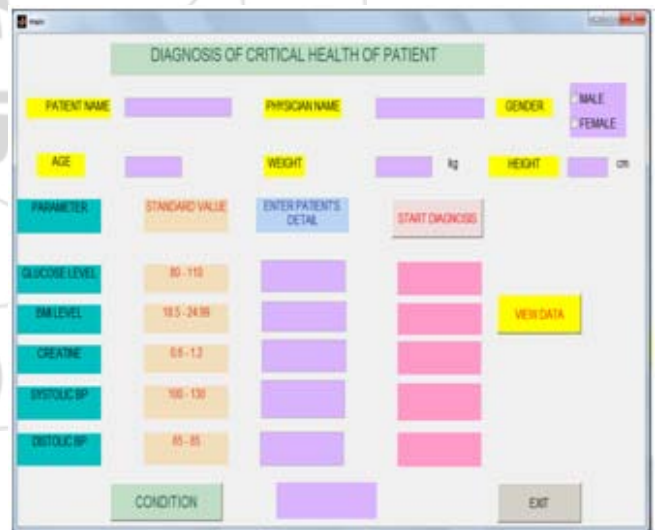 main
DIAGNOSIS OF CRITICAL HEALTH OF PATIENT
PATIENT NAME PHYSICIAN NAME GENDER MALE
FEMALE
AGE WEIGHT kg HEIGHT cm
PARAMETER STANDARD VALUE ENTER PATIENT'S DETAIL START DIAGNOSIS
GLUCOSE LEVEL 80 - 110
BMI LEVEL 18.5 - 24.99 VIEW DATA
CREATINE 0.6 - 1.2
SYSTOLIC BP 100 - 130
DISTOLIC BP 65 - 85
CONDITION EXIT